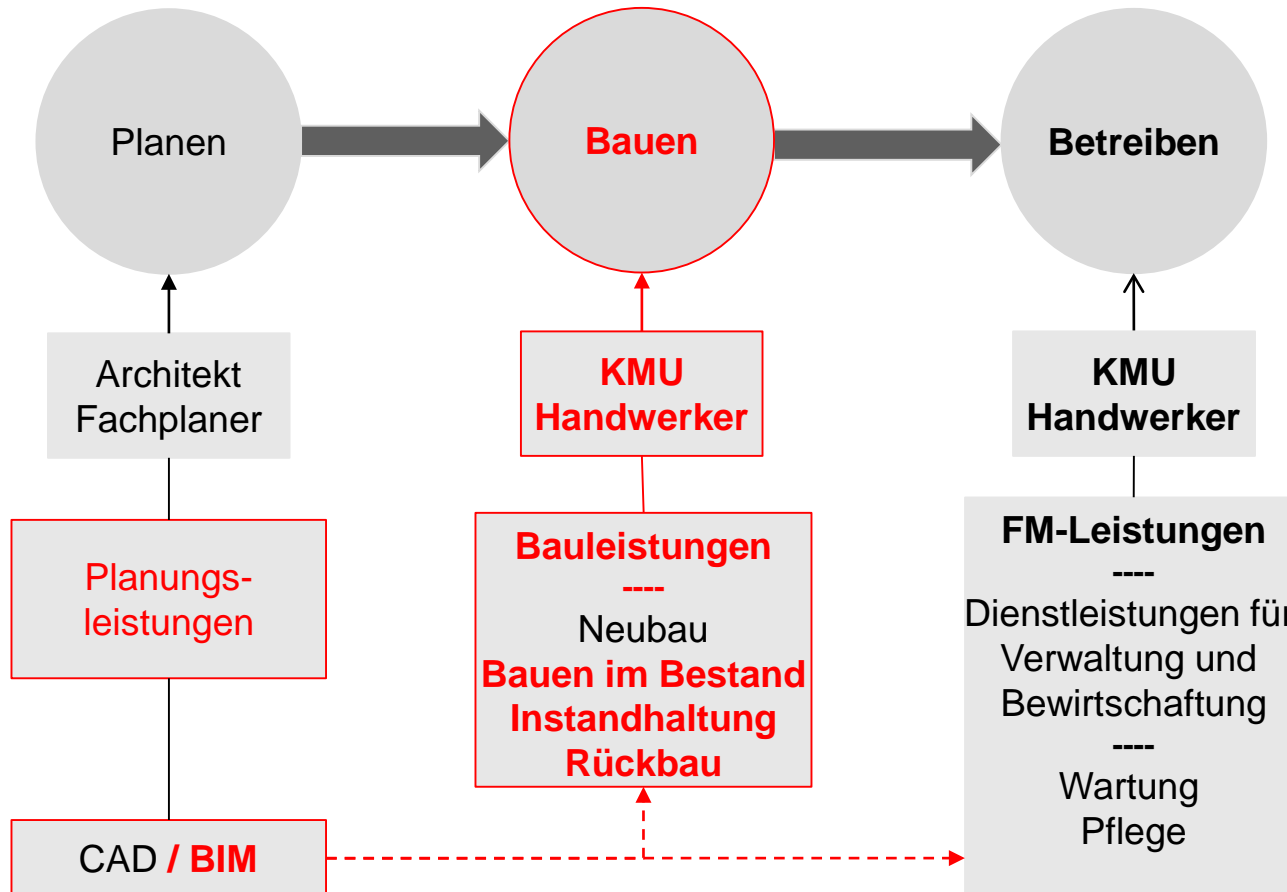 Planen
Bauen
Betreiben
Architekt
Fachplaner
KMU
Handwerker
KMU
Handwerker
Planungs-
leistungen
Bauleistungen
----
Neubau
Bauen im Bestand
Instandhaltung
Rückbau
FM-Leistungen
----
Dienstleistungen für
Verwaltung und
Bewirtschaftung
----
Wartung
Pflege
CAD / BIM